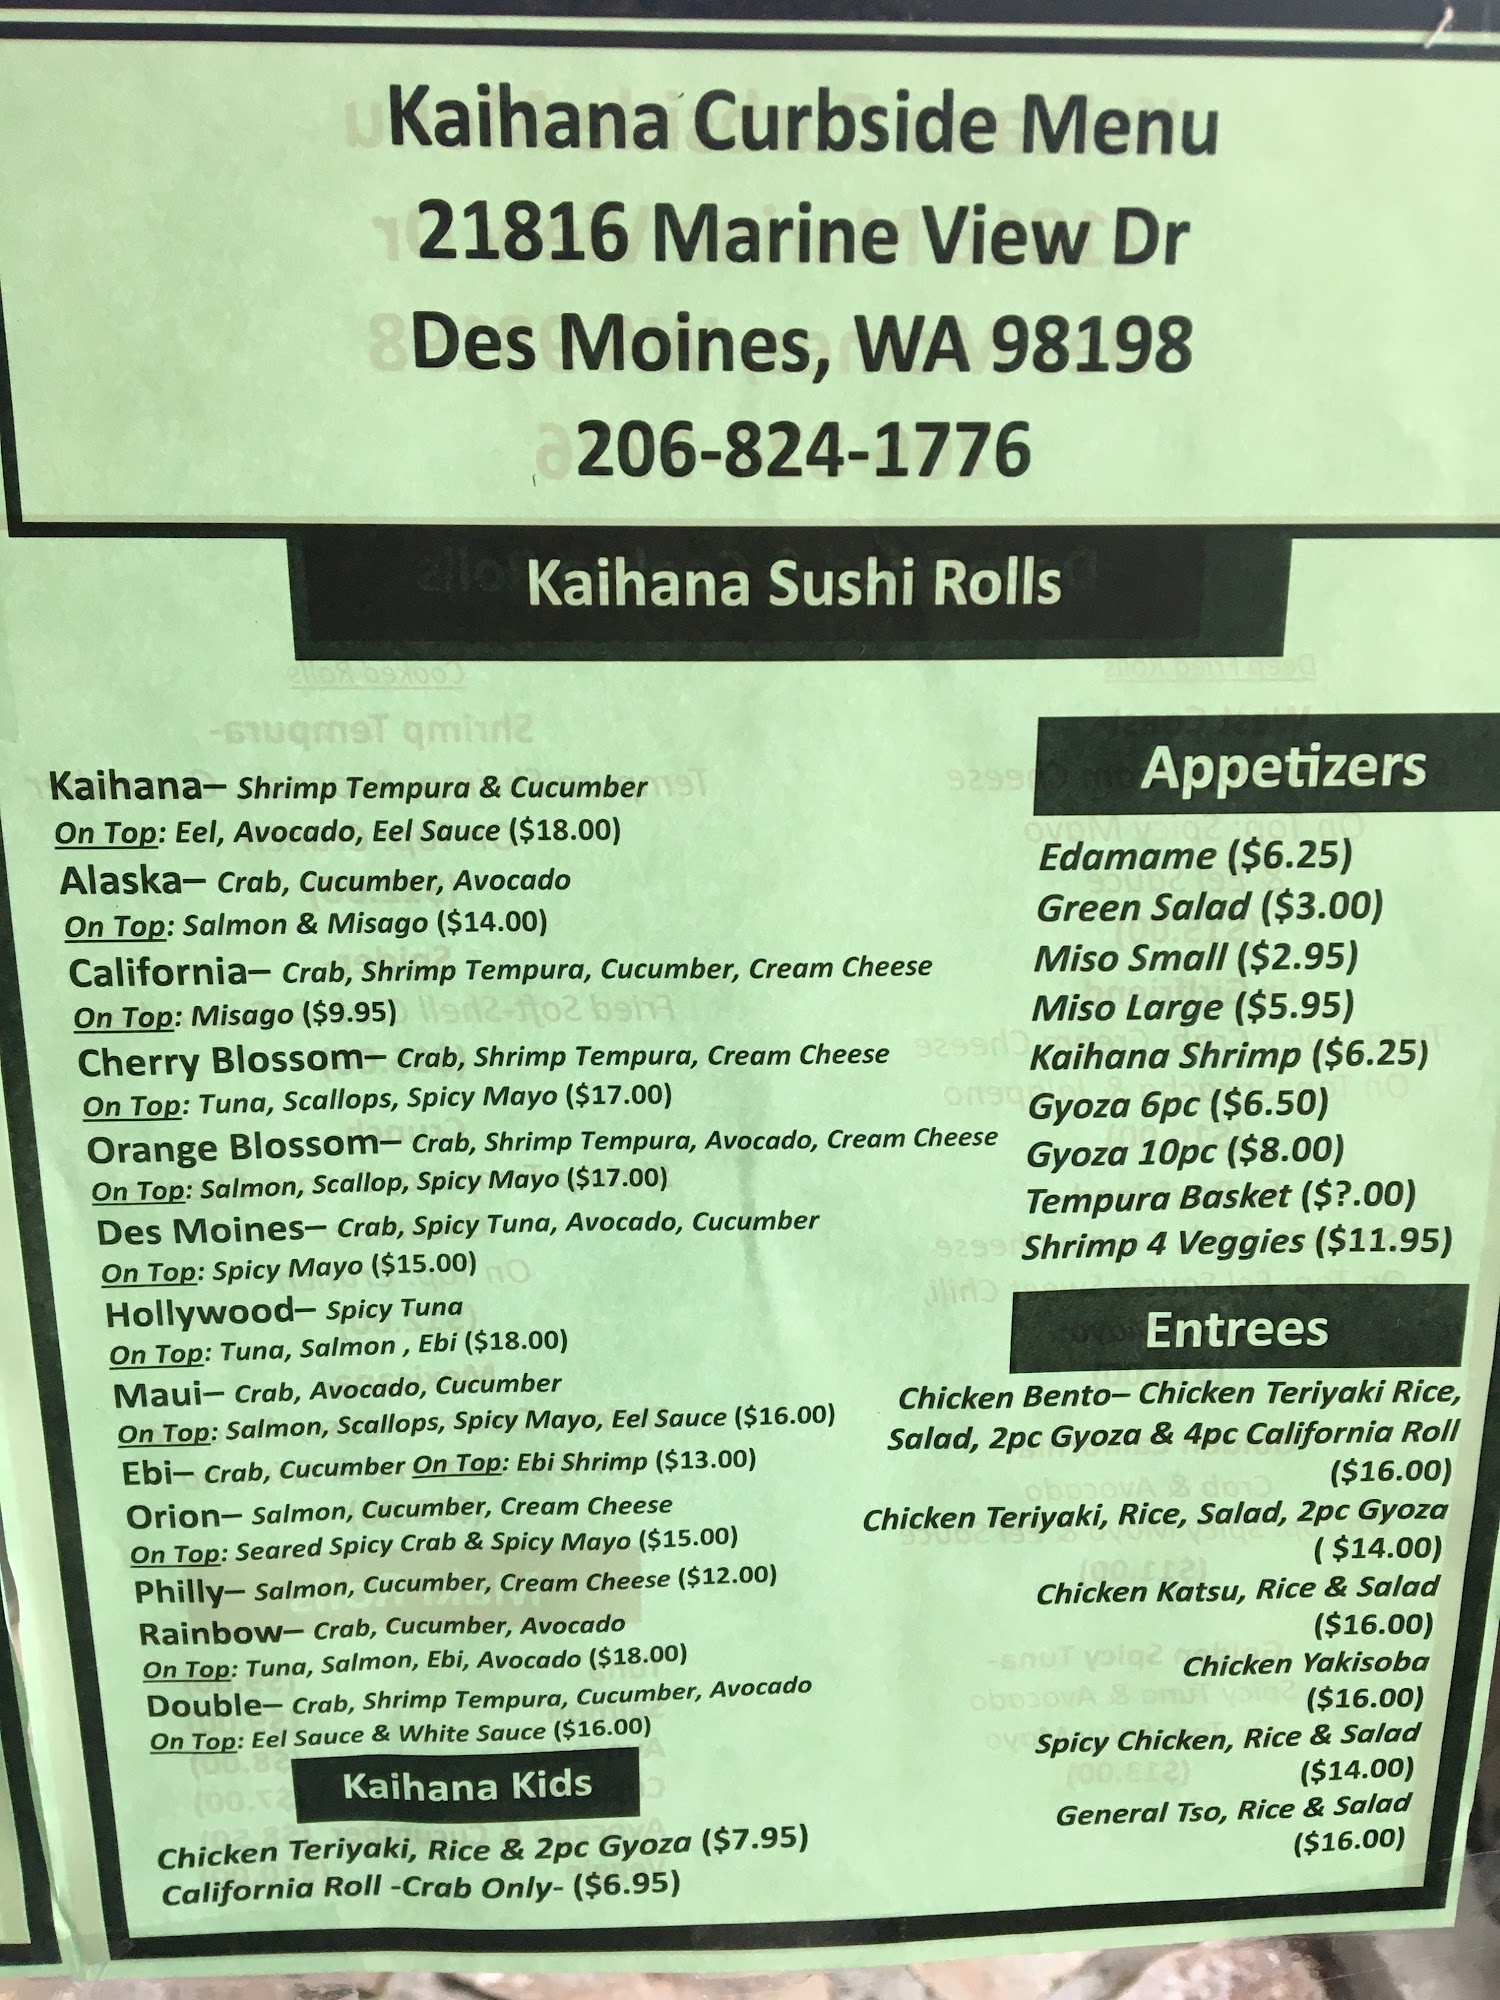 Kaihana Curbside Menu
21816 Marine View Dr
Des Moines, WA 98198
206-824-1776
Kaihana Sushi Rolls
Kaihana– Shrimp Tempura & Cucumber
On Top: Eel, Avocado, Eel Sauce ($18.00)
Alaska– Crab, Cucumber, Avocado
On Top: Salmon & Misago ($14.00)
California– Crab, Shrimp Tempura, Cucumber, Cream Cheese
On Top: Misago ($9.95)
Cherry Blossom– Crab, Shrimp Tempura, Cream Cheese
On Top: Tuna, Scallops, Spicy Mayo ($17.00)
Orange Blossom– Crab, Shrimp Tempura, Avocado, Cream Cheese
On Top: Salmon, Scallop, Spicy Mayo ($17.00)
Des Moines– Crab, Spicy Tuna, Avocado, Cucumber
On Top: Spicy Mayo ($15.00)
Hollywood– Spicy Tuna
On Top: Tuna, Salmon , Ebi ($18.00)
Maui– Crab, Avocado, Cucumber
On Top: Salmon, Scallops, Spicy Mayo, Eel Sauce ($16.00)
Ebi– Crab, Cucumber On Top: Ebi Shrimp ($13.00)
Orion– Salmon, Cucumber, Cream Cheese
On Top: Seared Spicy Crab & Spicy Mayo ($15.00)
Philly– Salmon, Cucumber, Cream Cheese ($12.00)
Rainbow– Crab, Cucumber, Avocado
On Top: Tuna, Salmon, Ebi, Avocado ($18.00)
Double– Crab, Shrimp Tempura, Cucumber, Avocado
On Top: Eel Sauce & White Sauce ($16.00)
Kaihana Kids
Chicken Teriyaki, Rice & 2pc Gyoza ($7.95)
California Roll -Crab Only- ($6.95)
Appetizers
Edamame ($6.25)
Green Salad ($3.00)
Miso Small ($2.95)
Miso Large ($5.95)
Kaihana Shrimp ($6.25)
Gyoza 6pc ($6.50)
Gyoza 10pc ($8.00)
Tempura Basket ($?.00)
Shrimp 4 Veggies ($11.95)
Entrees
Chicken Bento– Chicken Teriyaki Rice,
Salad, 2pc Gyoza & 4pc California Roll
($16.00)
Chicken Teriyaki, Rice, Salad, 2pc Gyoza
( $14.00)
Chicken Katsu, Rice & Salad
($16.00)
Chicken Yakisoba
($16.00)
Spicy Chicken, Rice & Salad
($14.00)
General Tso, Rice & Salad
($16.00)